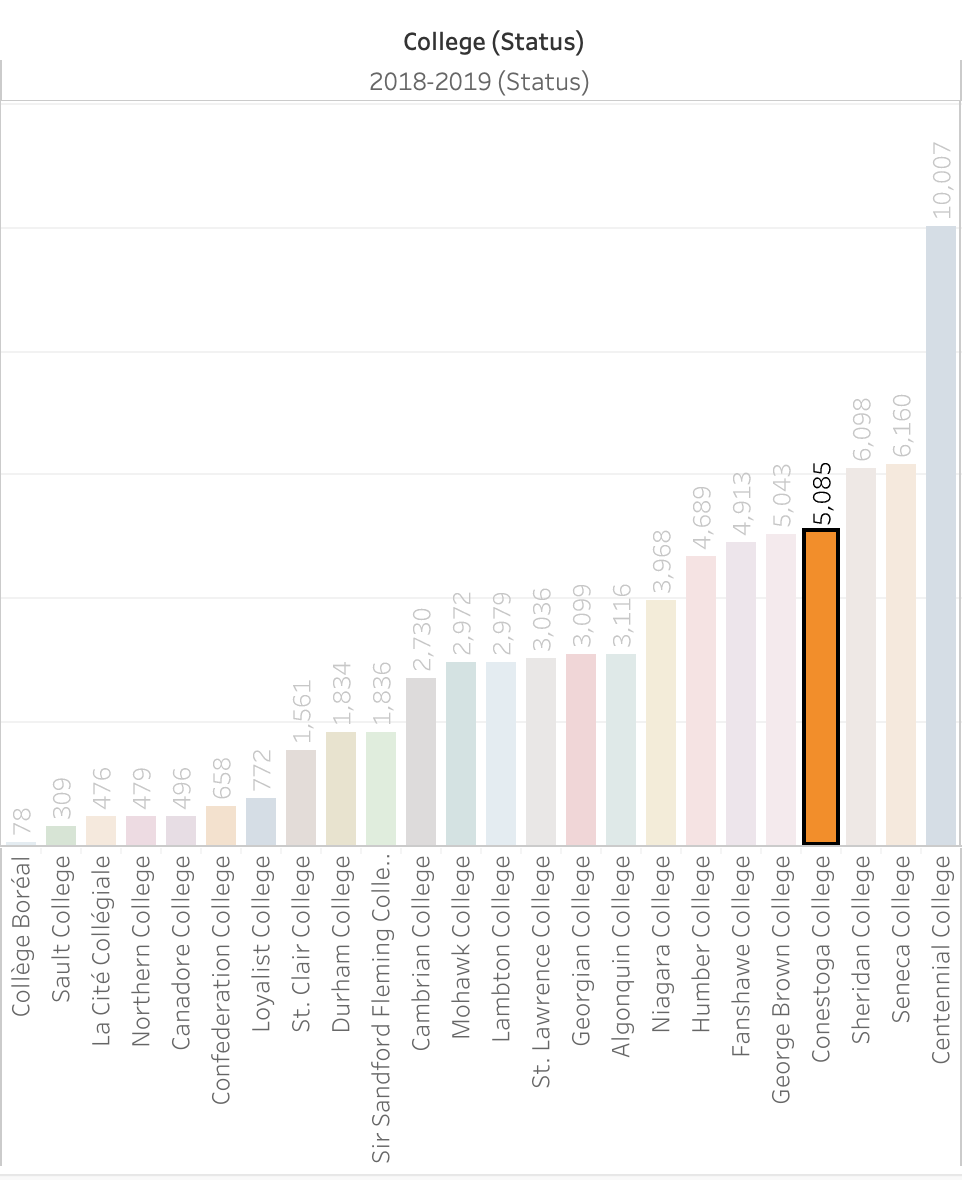 College (Status)
2018-2019 (Status)
78
309
476
479
496
658
772
1,561
1,834
1,836
2,730
2,972
2,979
3,036
3,099
3,116
3,968
4,689
4,913
5,043
5,085
6,098
6,160
10,007
Collège Boréal
Sault College
La Cité Collégiale
Northern College
Canadore College
Confederation College
Loyalist College
St. Clair College
Durham College
Sir Sandford Fleming Colle..
Cambrian College
Mohawk College
Lambton College
St. Lawrence College
Georgian College
Algonquin College
Niagara College
Humber College
Fanshawe College
George Brown College
Conestoga College
Sheridan College
Seneca College
Centennial College